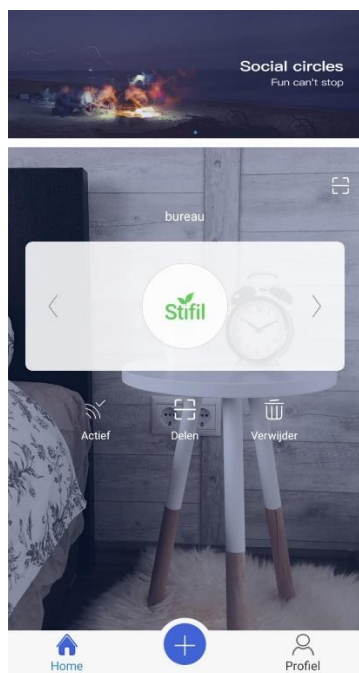 Social circles
Fun can't stop
bureau
Stifil
Actief
Delen
Verwijder
Home
Profiel